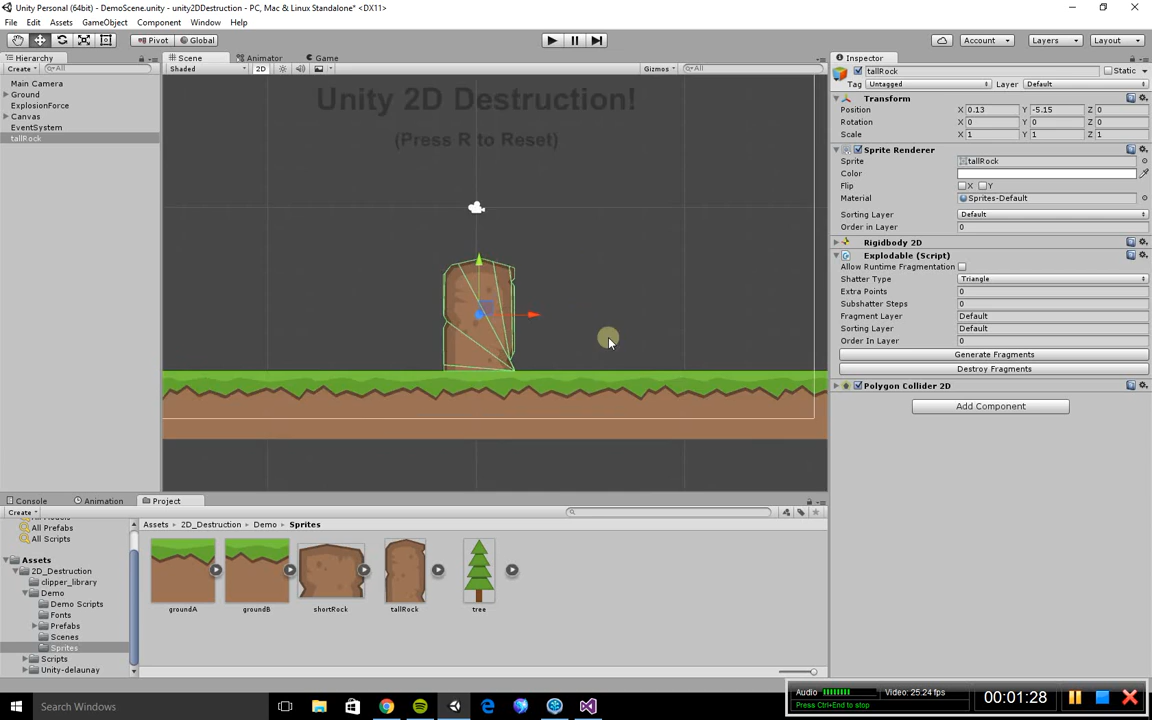 Unity Personal (64bit) - DemoScene.unity - unity2DDestruction - PC, Mac & Linux Standalone* <DX11>
File Edit Assets GameObject Component Window Help
Pivot Global Account Layers Layout
Hierarchy
Create All
Main Camera
Ground
ExplosionForce
Canvas
EventSystem
tallRock
Scene Animator Game
Shaded 2D Gizmos All
Unity 2D Destruction!
(Press R to Reset)
Inspector
tallRock Static
Tag Untagged Layer Default
Transform
Position X 0.13 Y -5.15 Z 0
Rotation X 0 Y 0 Z 0
Scale X 1 Y 1 Z 1
Sprite Renderer
Sprite tallRock
Color
Flip X Y
Material Sprites-Default
Sorting Layer Default
Order in Layer 0
Rigidbody 2D
Explodable (Script)
Allow Runtime Fragmentation
Shatter Type Triangle
Extra Points 0
Subshatter Steps 0
Fragment Layer Default
Sorting Layer Default
Order In Layer 0
Generate Fragments
Destroy Fragments
Polygon Collider 2D
Add Component
Console Animation Project
Create
All Prefabs
All Scripts
Assets
2D_Destruction
clipper_library
Demo
Demo Scripts
Fonts
Prefabs
Scenes
Sprites
Scripts
Unity-delaunay
Assets 2D_Destruction Demo Sprites
groundA groundB shortRock tallRock tree
Search Windows
Audio Video: 25.24 fps
Press Ctrl+End to stop
00:01:28